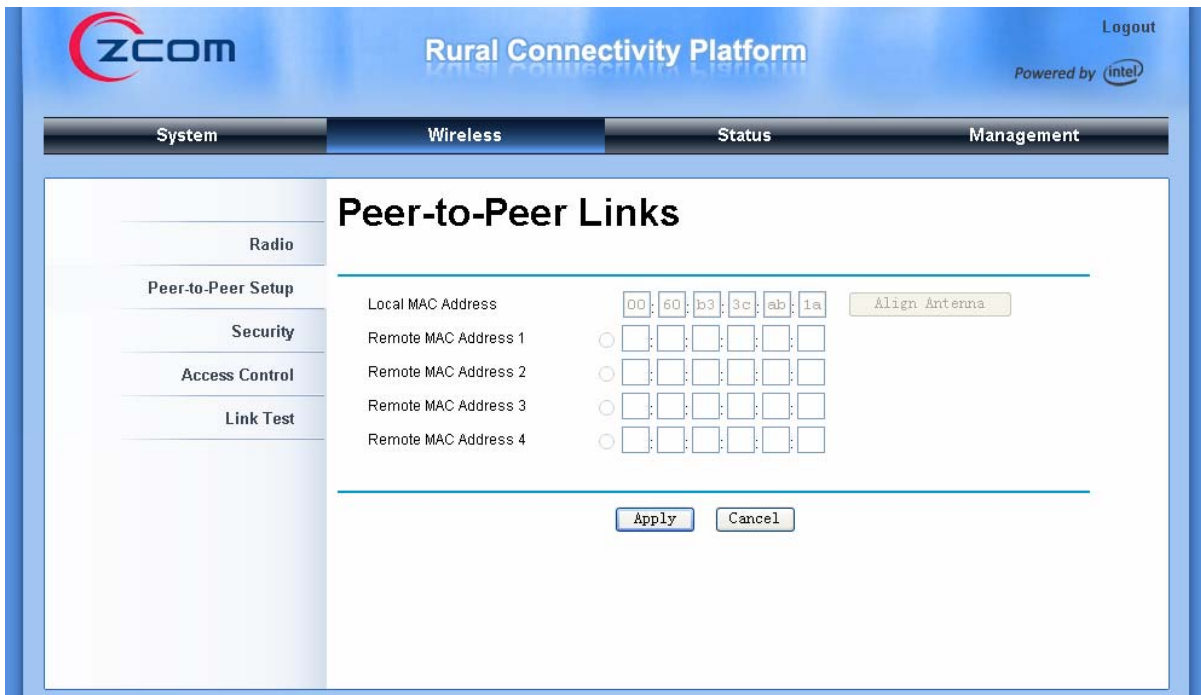 Logout
zcom
Rural Connectivity Platform
Powered by intel
System Wireless Status Management
Peer-to-Peer Links
Radio
Peer-to-Peer Setup
Security
Access Control
Link Test
Local MAC Address 00:60:b3:3c:ab:1a Align Antenna
Remote MAC Address 1 : : : : :
Remote MAC Address 2 : : : : :
Remote MAC Address 3 : : : : :
Remote MAC Address 4 : : : : :
Apply Cancel